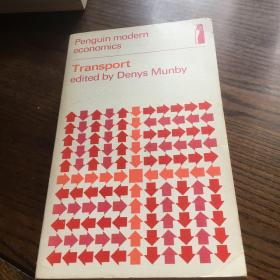 Penguin modern
economics
Transport
edited by Denys Munby